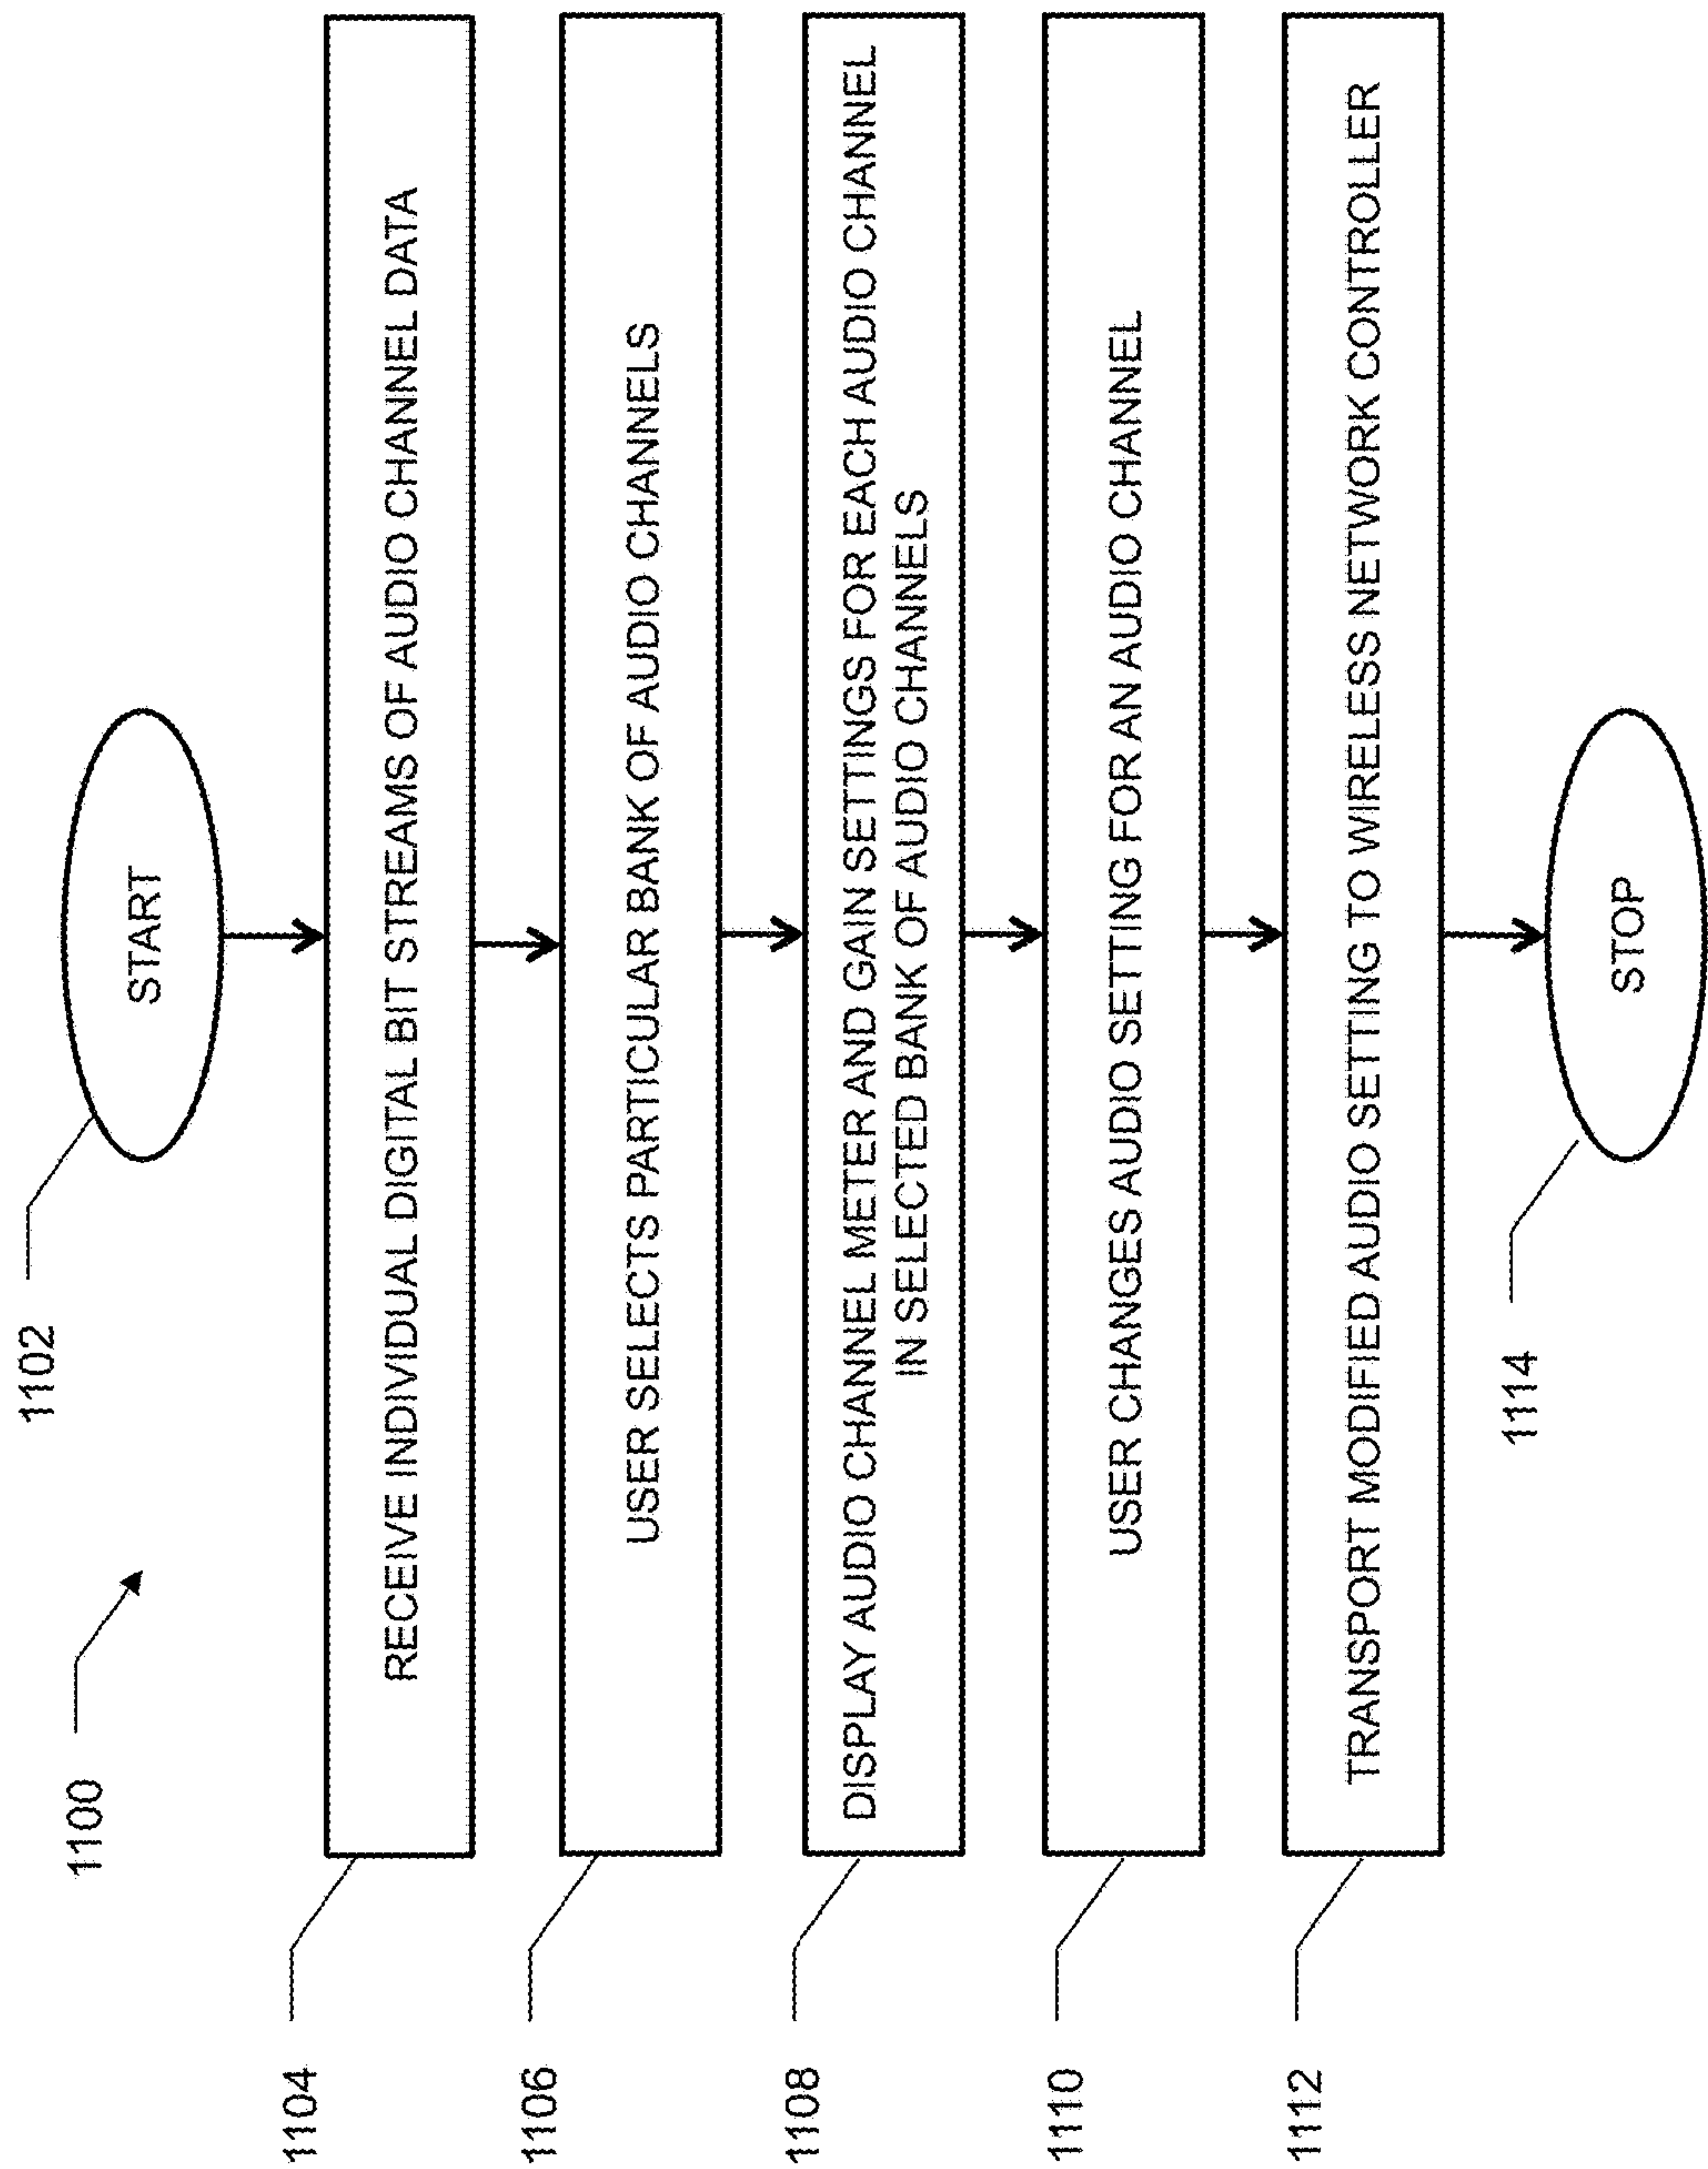 1100
1102
START
1104
RECEIVE INDIVIDUAL DIGITAL BIT STREAMS OF AUDIO CHANNEL DATA
1106
USER SELECTS PARTICULAR BANK OF AUDIO CHANNELS
1108
DISPLAY AUDIO CHANNEL METER AND GAIN SETTINGS FOR EACH AUDIO CHANNEL
IN SELECTED BANK OF AUDIO CHANNELS
1110
USER CHANGES AUDIO SETTING FOR AN AUDIO CHANNEL
1112
TRANSPORT MODIFIED AUDIO SETTING TO WIRELESS NETWORK CONTROLLER
1114
STOP